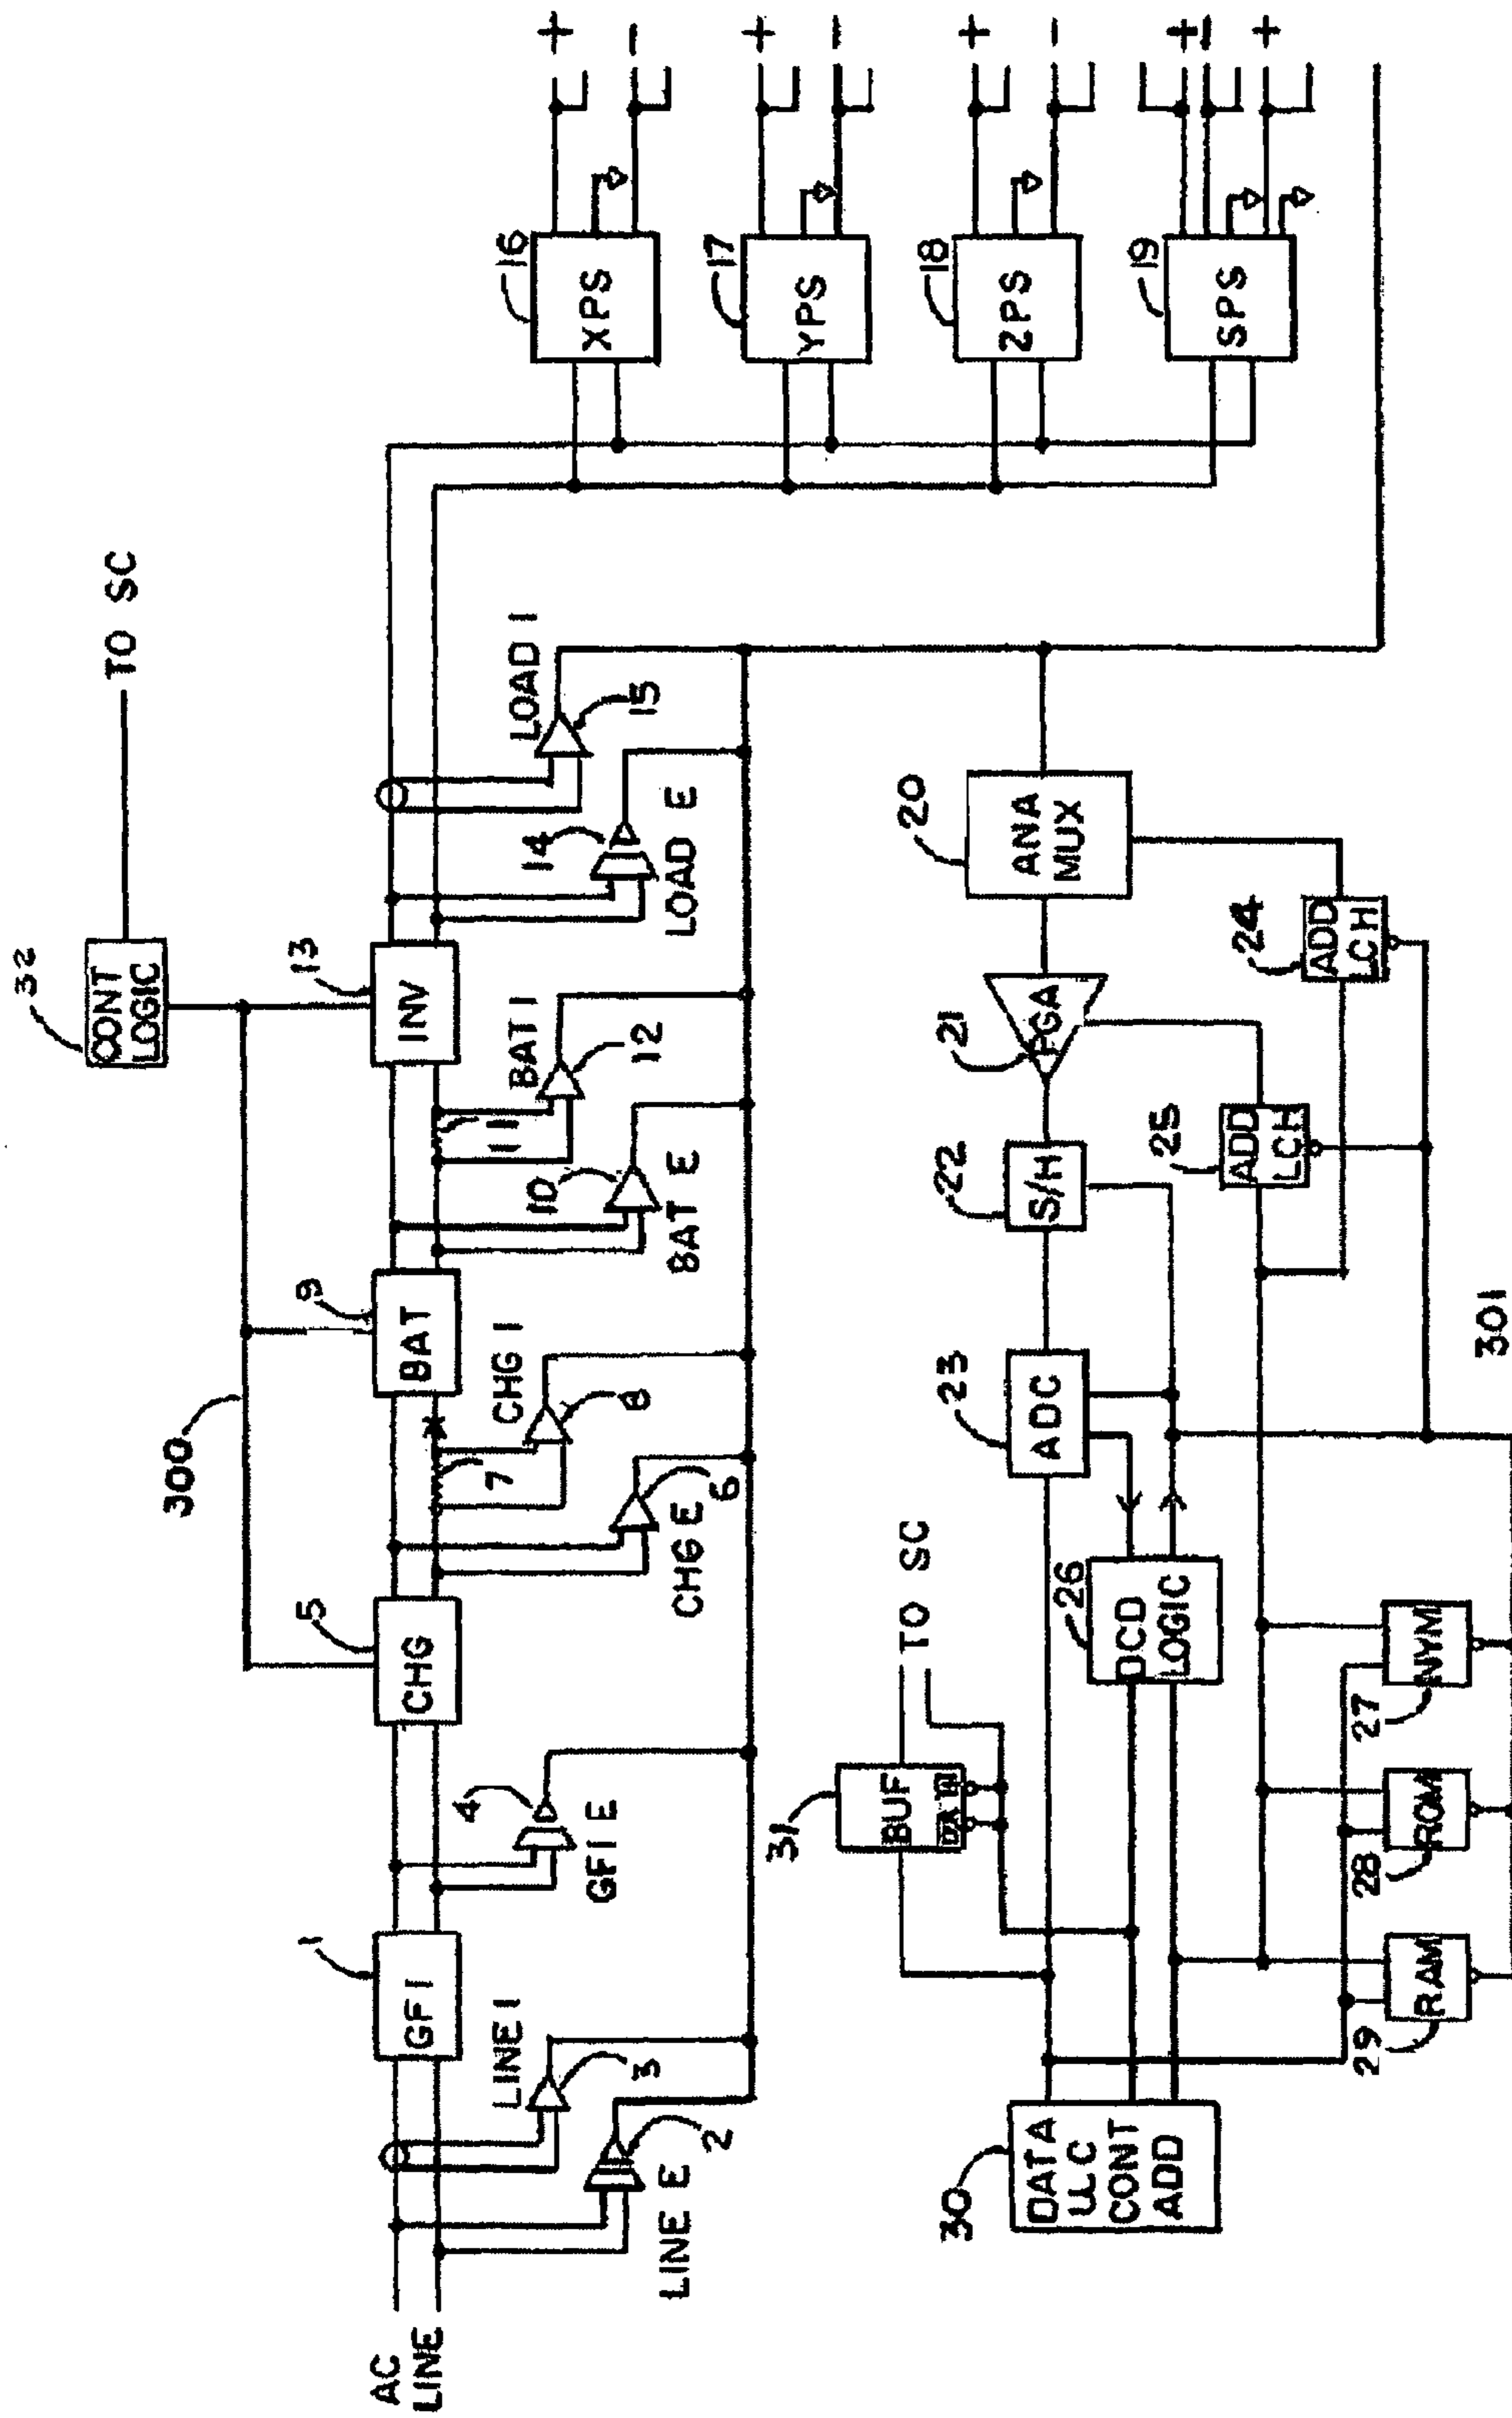 32
CONT
LOGIC
TO SC
300
AC
LINE
1
GFI
5
CHG
9
BAT
13
INV
LINE I
3
LINE E
2
4
GFI E
CHG I
7
8
CHG E
6
BAT I
11
12
10
BAT E
LOAD I
15
14
LOAD E
16
XPS
+
-
17
YPS
+
-
18
ZPS
+
-
19
SPS
±
+
31
BUF
TO SC
23
ADC
22
S/H
21
PGA
20
ANA
MUX
30
DATA
CONT
ADD
26
DCD
LOGIC
25
ADD
LCH
24
ADD
LCH
29
RAM
28
ROM
27
NYM
301